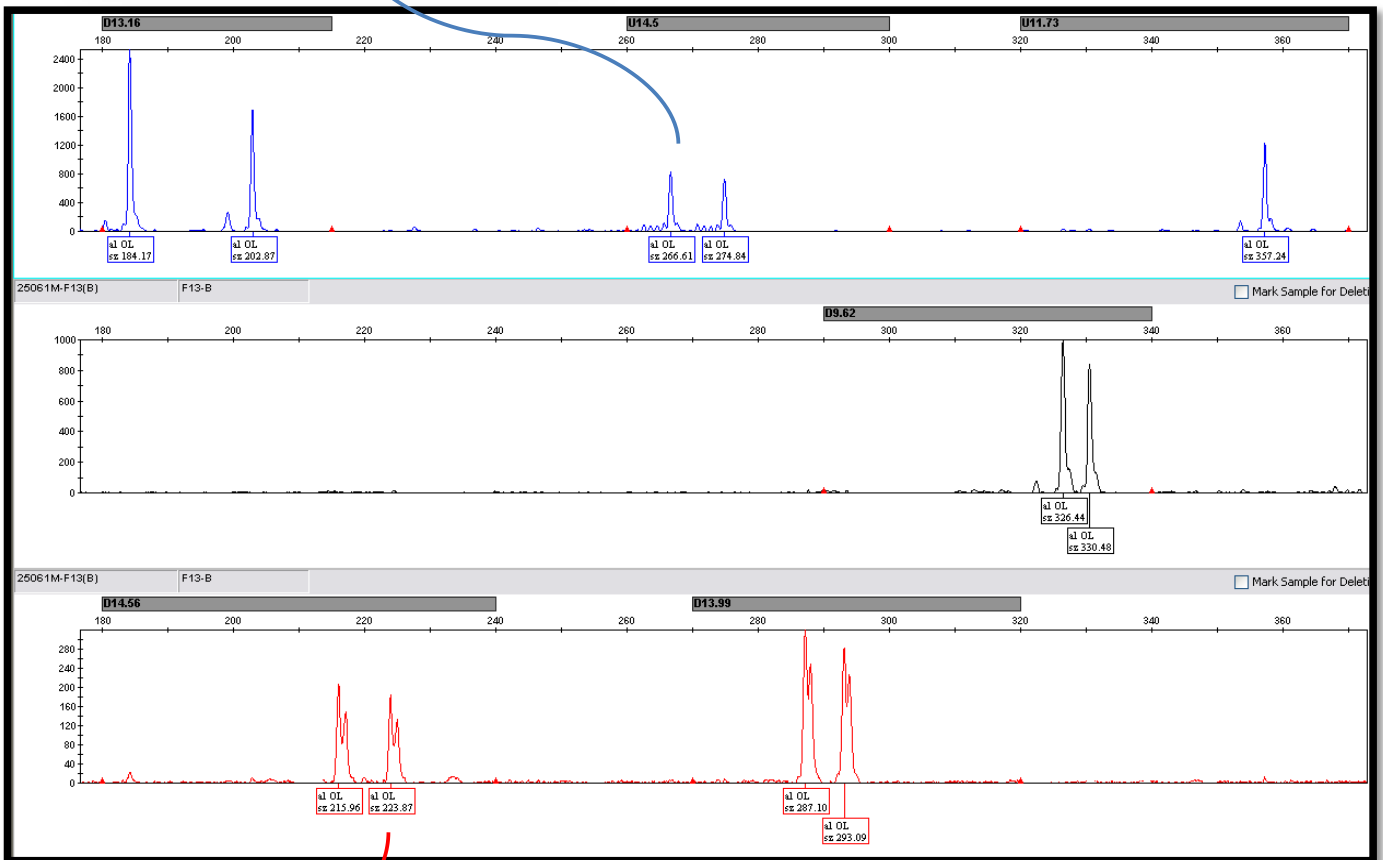 D13.16 U14.5 U11.73
180 200 220 240 260 280 300 320 340 360
2400
2000
1600
1200
800
400
0
al OL al OL al OL al OL al OL
sz 184.17 sz 202.87 sz 266.61 sz 274.84 sz 357.24
25061M-F13(B) F13-B Mark Sample for Deleti
D9.62
180 200 220 240 260 280 300 320 340 360
1000
800
600
400
200
0
al OL
sz 326.44
al OL
sz 330.48
25061M-F13(B) F13-B Mark Sample for Deleti
D14.56 D13.99
180 200 220 240 260 280 300 320 340 360
280
240
200
160
120
80
40
0
al OL al OL al OL
sz 215.96 sz 223.87 sz 287.10
al OL
sz 293.09